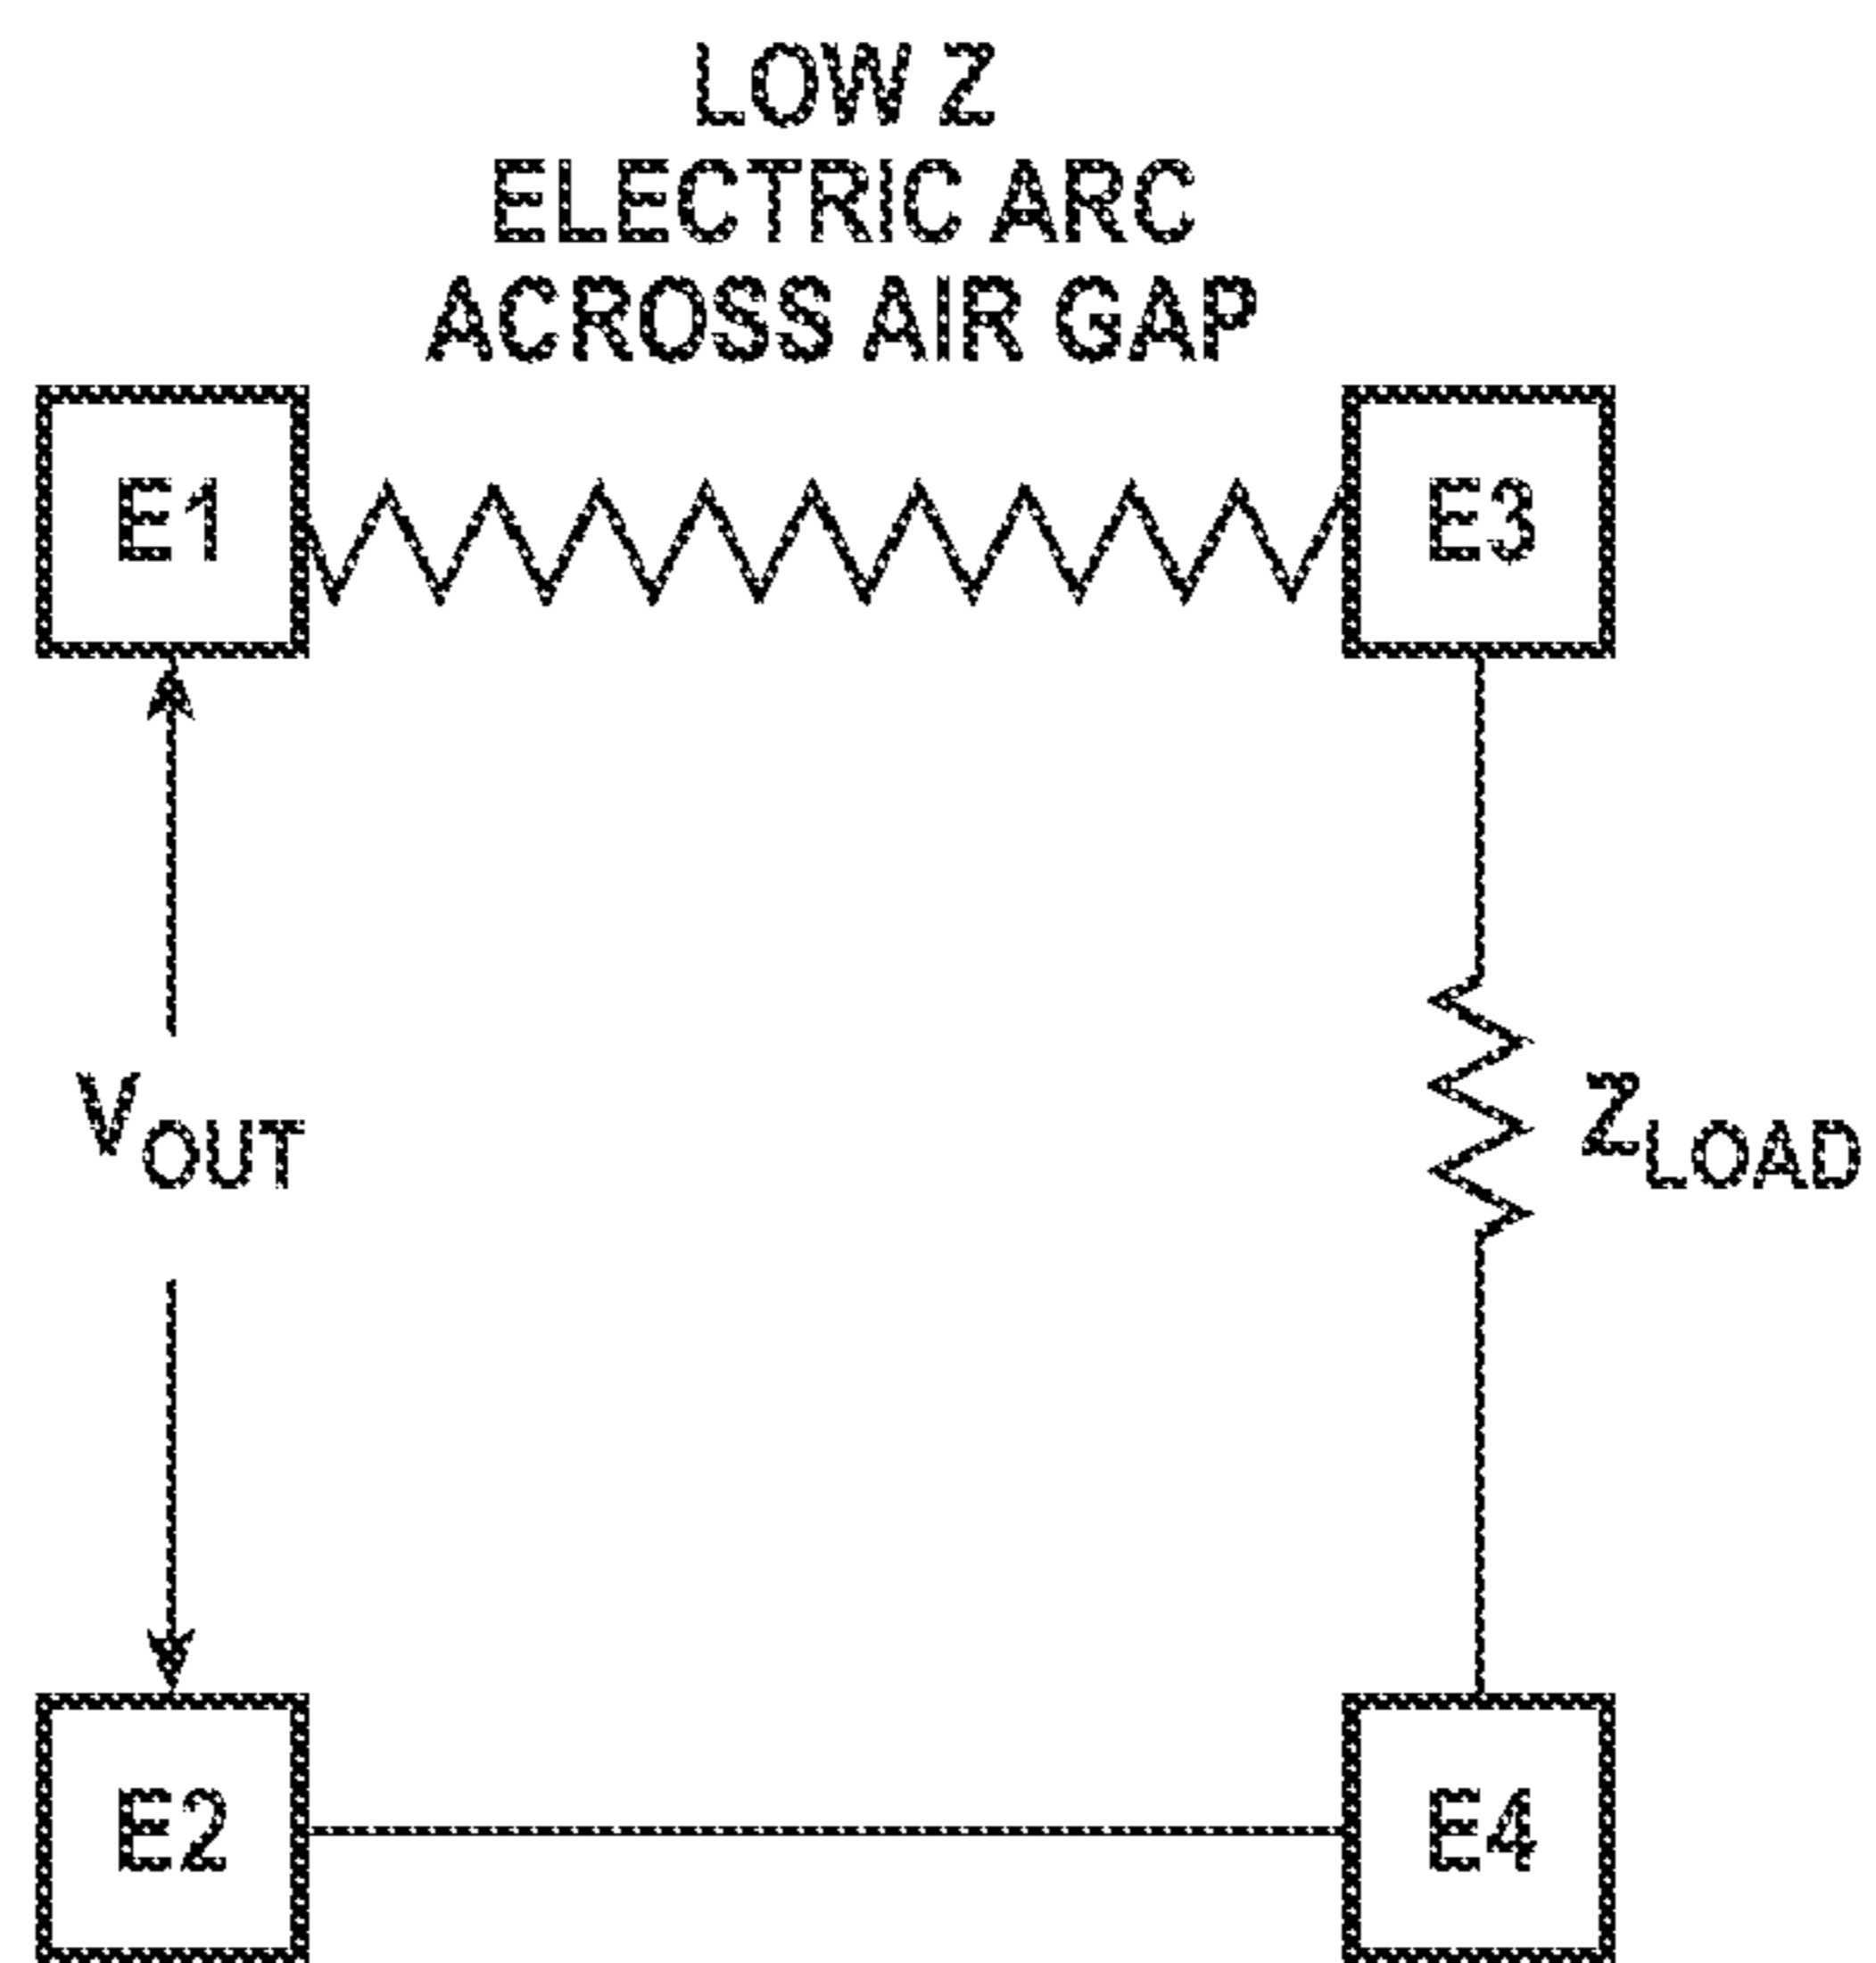 LOW Z
ELECTRIC ARC
ACROSS AIR GAP
E1
E3
VOUT
ZLOAD
E2
E4